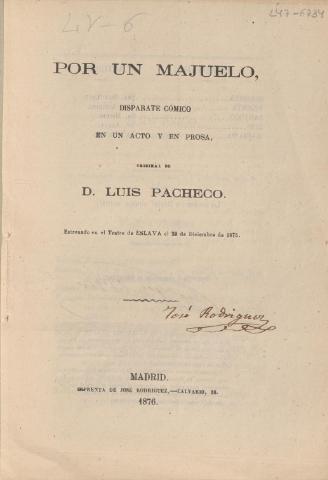 LV-6
L47-6784
POR UN MAJUELO,
DISPARATE CÓMICO
EN UN ACTO Y EN PROSA,
ORIGINAL DE
D. LUIS PACHECO.
Estrenado en el Teatro de ESLAVA el 28 de Diciembre de 1875.
José Rodriguez
MADRID.
IMPRENTA DE JOSÉ RODRIGUEZ.—CALVARIO, 18.
1876.